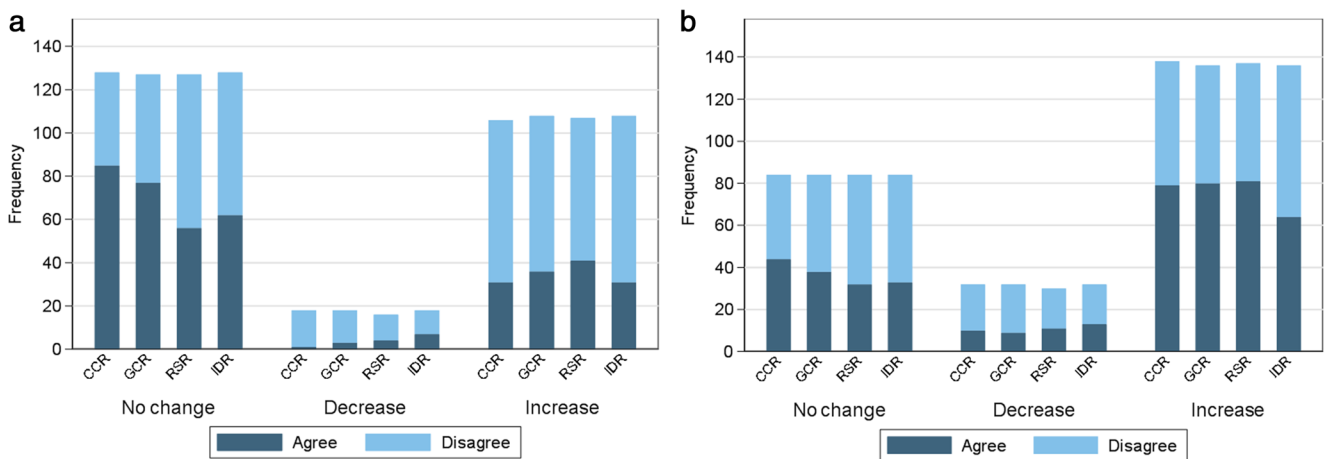 a
140
120
100
80
60
40
20
0
Frequency
CCR GCR RSR IDR CCR GCR RSR IDR CCR GCR RSR IDR
No change Decrease Increase
Agree Disagree
b
140
120
100
80
60
40
20
0
Frequency
CCR GCR RSR IDR CCR GCR RSR IDR CCR GCR RSR IDR
No change Decrease Increase
Agree Disagree